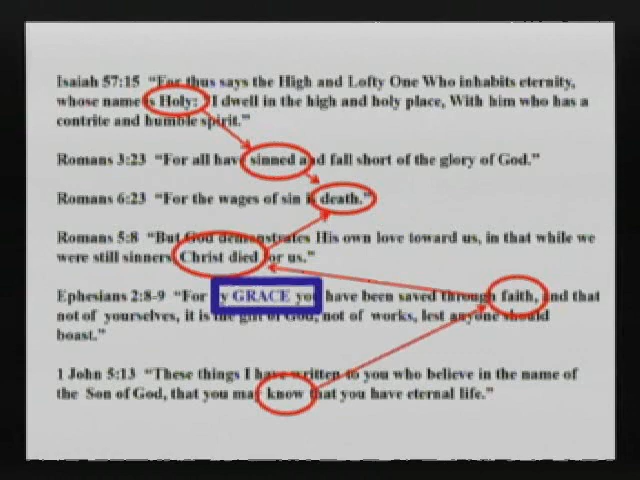 Isaiah 57:15 "For thus says the High and Lofty One Who inhabits eternity,
whose name is Holy: "I dwell in the high and holy place, With him who has a
contrite and humble spirit."
Romans 3:23 "For all have sinned and fall short of the glory of God."
Romans 6:23 "For the wages of sin is death."
Romans 5:8 "But God demonstrates His own love toward us, in that while we
were still sinners, Christ died for us."
Ephesians 2:8-9 "For by GRACE you have been saved through faith, and that
not of yourselves, it is the gift of God, not of works, lest anyone should
boast."
1 John 5:13 "These things I have written to you who believe in the name of
the Son of God, that you may know that you have eternal life."